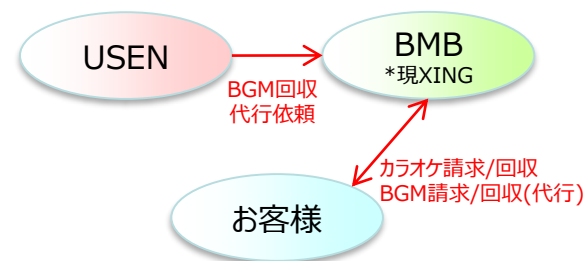 USEN
BMB
*現XING
BGM回収
代行依頼
カラオケ請求/回収
BGM請求/回収(代行)
お客様